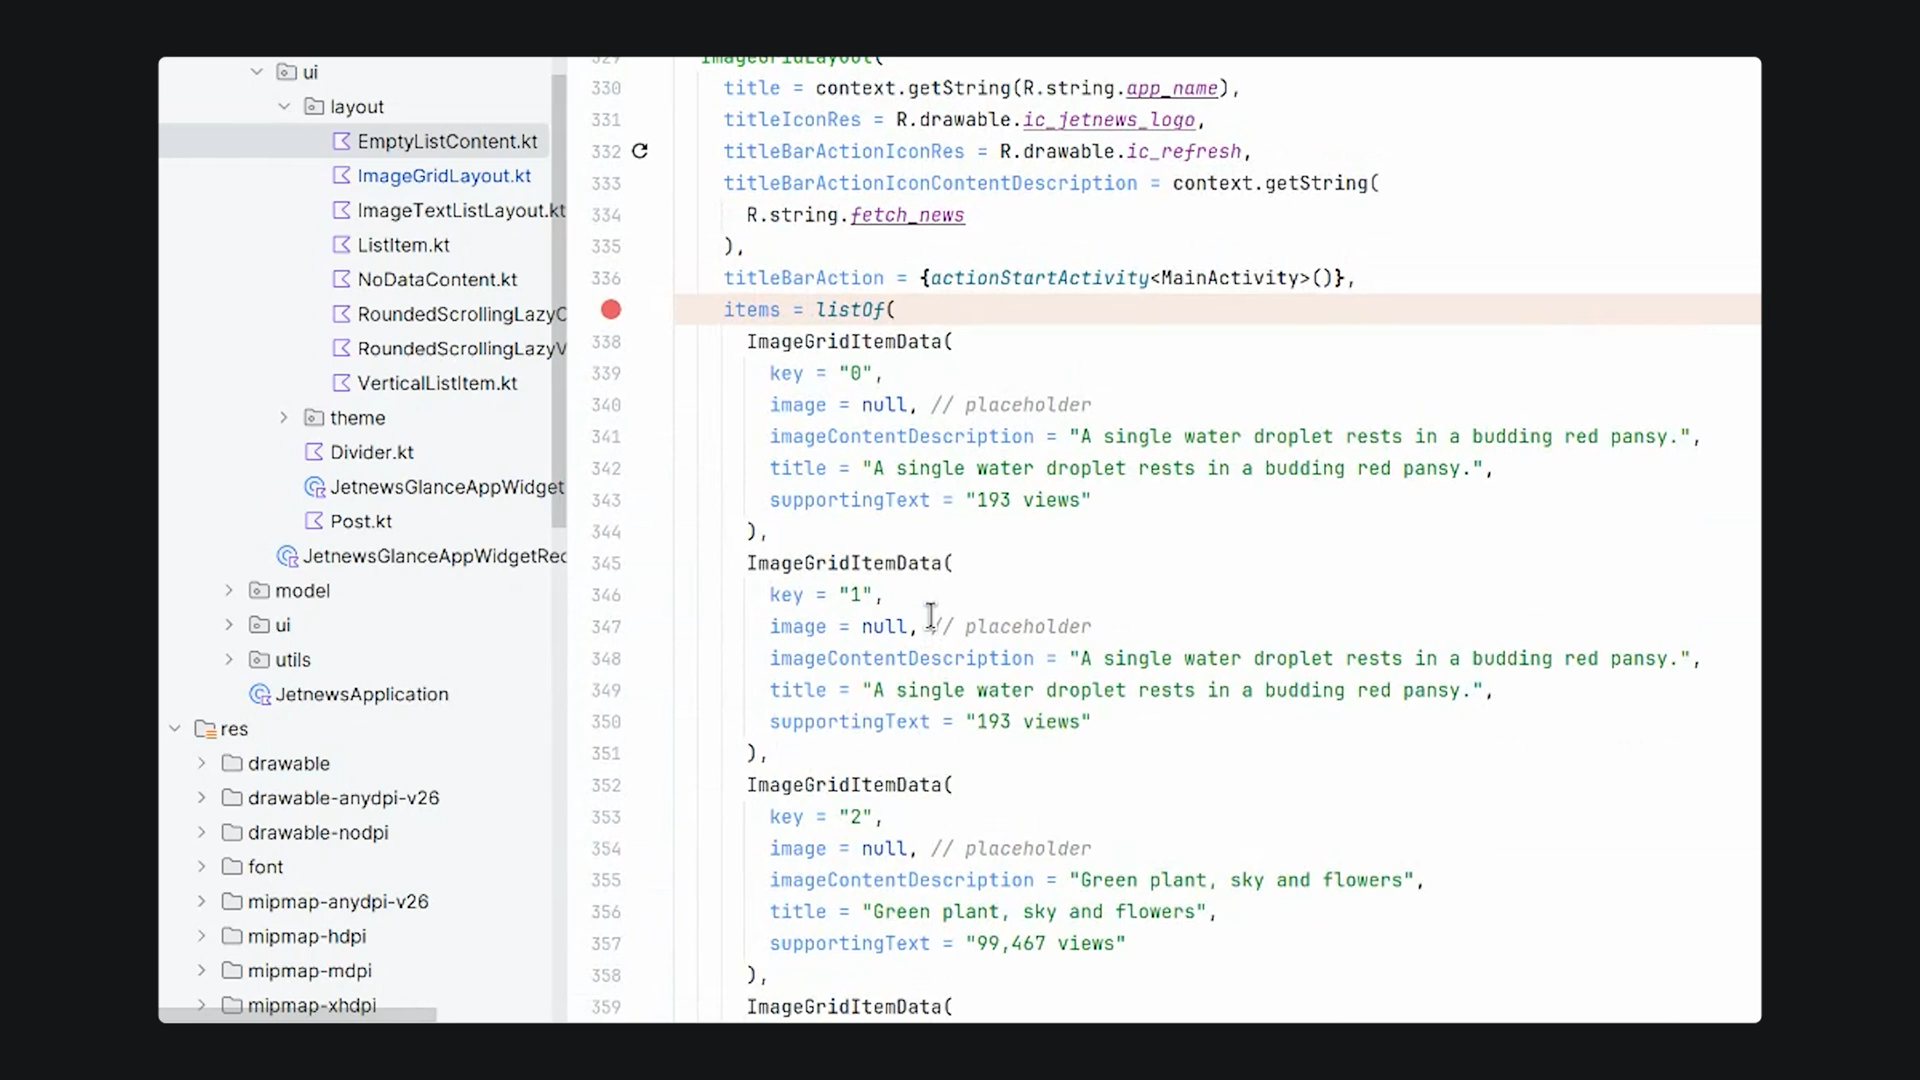 ui
layout
EmptyListContent.kt
ImageGridLayout.kt
ImageTextListLayout.kt
ListItem.kt
NoDataContent.kt
RoundedScrollingLazyC
RoundedScrollingLazyV
VerticalListItem.kt
theme
Divider.kt
JetnewsGlanceAppWidget
Post.kt
JetnewsGlanceAppWidgetRec
model
ui
utils
JetnewsApplication
res
drawable
drawable-anydpi-v26
drawable-nodpi
font
mipmap-anydpi-v26
mipmap-hdpi
mipmap-mdpi
mipmap-xhdpi
329 ImageGridLayout(
330 title = context.getString(R.string.app_name),
331 titleIconRes = R.drawable.ic_jetnews_logo,
332 titleBarActionIconRes = R.drawable.ic_refresh,
333 titleBarActionIconContentDescription = context.getString(
334 R.string.fetch_news
335 ),
336 titleBarAction = {actionStartActivity<MainActivity>()},
items = listOf(
338 ImageGridItemData(
339 key = "0",
340 image = null, // placeholder
341 imageContentDescription = "A single water droplet rests in a budding red pansy.",
342 title = "A single water droplet rests in a budding red pansy.",
343 supportingText = "193 views"
344 ),
345 ImageGridItemData(
346 key = "1",
347 image = null, // placeholder
348 imageContentDescription = "A single water droplet rests in a budding red pansy.",
349 title = "A single water droplet rests in a budding red pansy.",
350 supportingText = "193 views"
351 ),
352 ImageGridItemData(
353 key = "2",
354 image = null, // placeholder
355 imageContentDescription = "Green plant, sky and flowers",
356 title = "Green plant, sky and flowers",
357 supportingText = "99,467 views"
358 ),
359 ImageGridItemData(